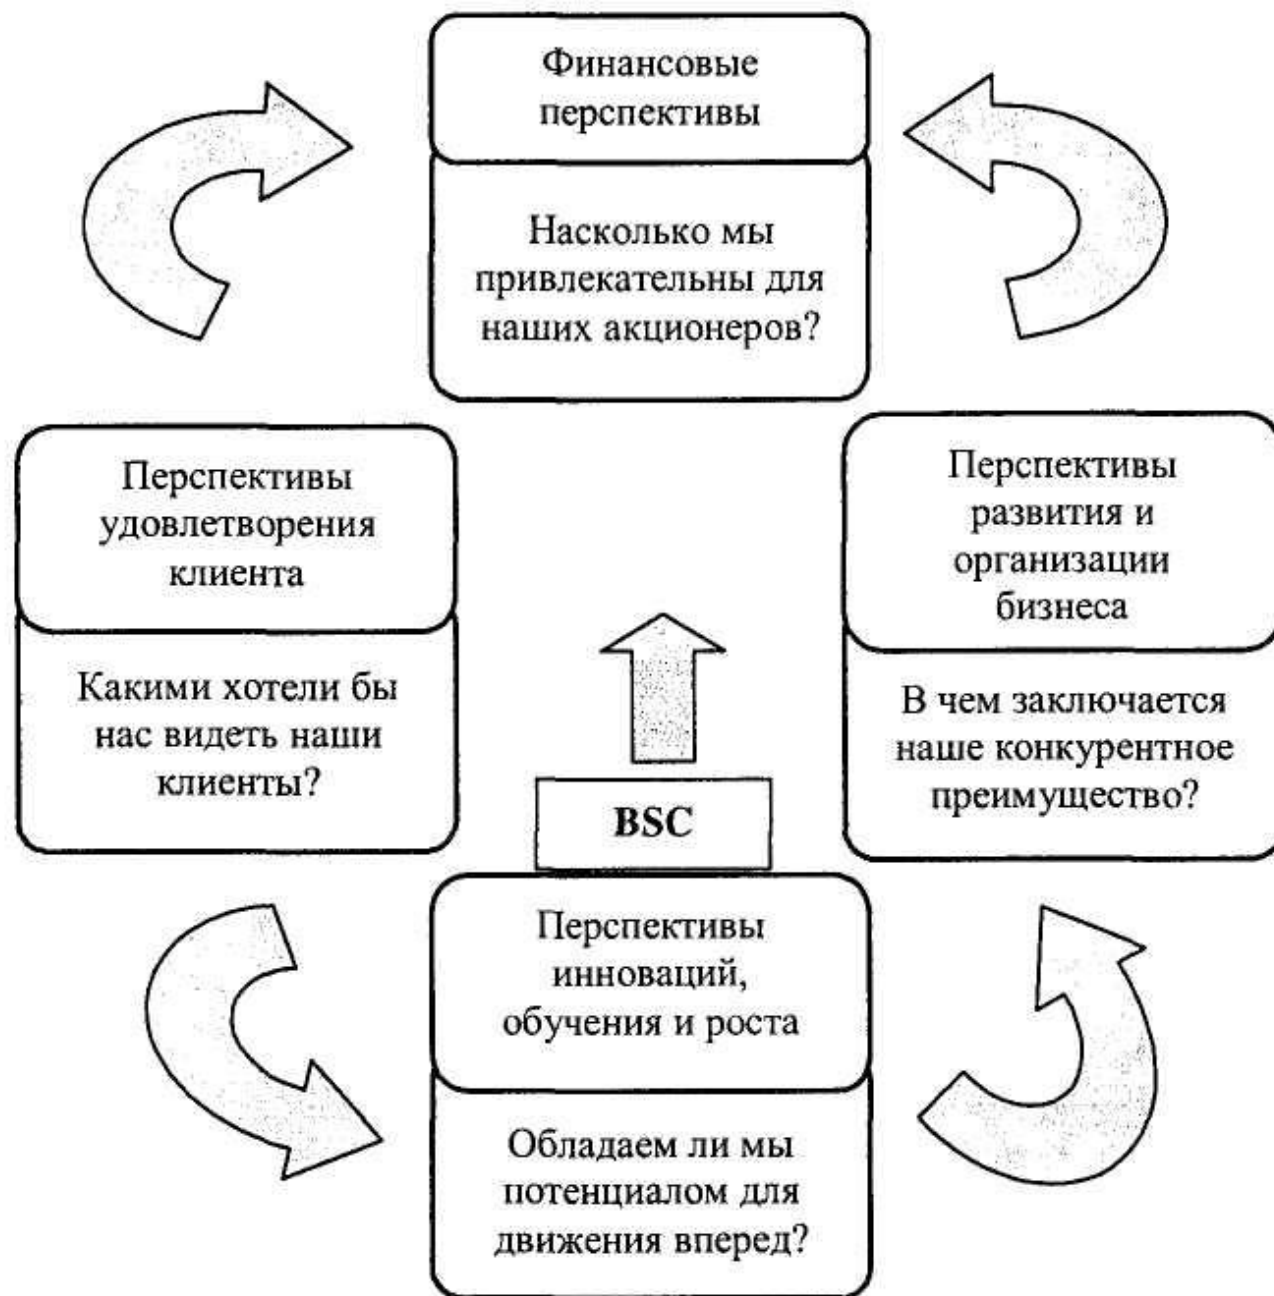 Финансовые
перспективы
Насколько мы
привлекательны для
наших акционеров?
Перспективы
удовлетворения
клиента
Какими хотели бы
нас видеть наши
клиенты?
Перспективы
развития и
организации
бизнеса
В чем заключается
наше конкурентное
преимущество?
BSC
Перспективы
инноваций,
обучения и роста
Обладаем ли мы
потенциалом для
движения вперед?